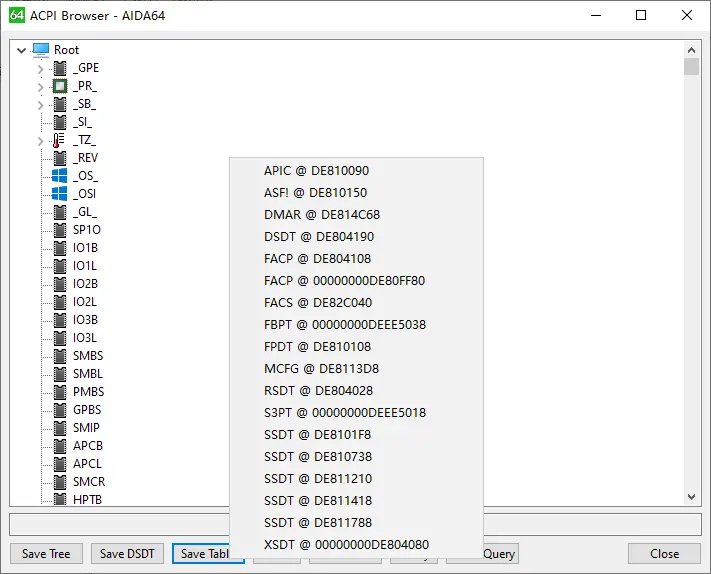 64 ACPI Browser - AIDA64
Root
_GPE
_PR_
_SB_
_SI_
_TZ_
_REV
_OS_
_OSI
_GL_
SP1O
IO1B
IO1L
IO2B
IO2L
IO3B
IO3L
SMBS
SMBL
PMBS
GPBS
SMIP
APCB
APCL
SMCR
HPTB
APIC @ DE810090
ASF! @ DE810150
DMAR @ DE814C68
DSDT @ DE804190
FACP @ DE804108
FACP @ 00000000DE80FF80
FACS @ DE82C040
FBPT @ 00000000DEEE5038
FPDT @ DE810108
MCFG @ DE8113D8
RSDT @ DE804028
S3PT @ 00000000DEEE5018
SSDT @ DE8101F8
SSDT @ DE810738
SSDT @ DE811210
SSDT @ DE811418
SSDT @ DE811788
XSDT @ 00000000DE804080
Save Tree Save DSDT Save Tabl Query Close